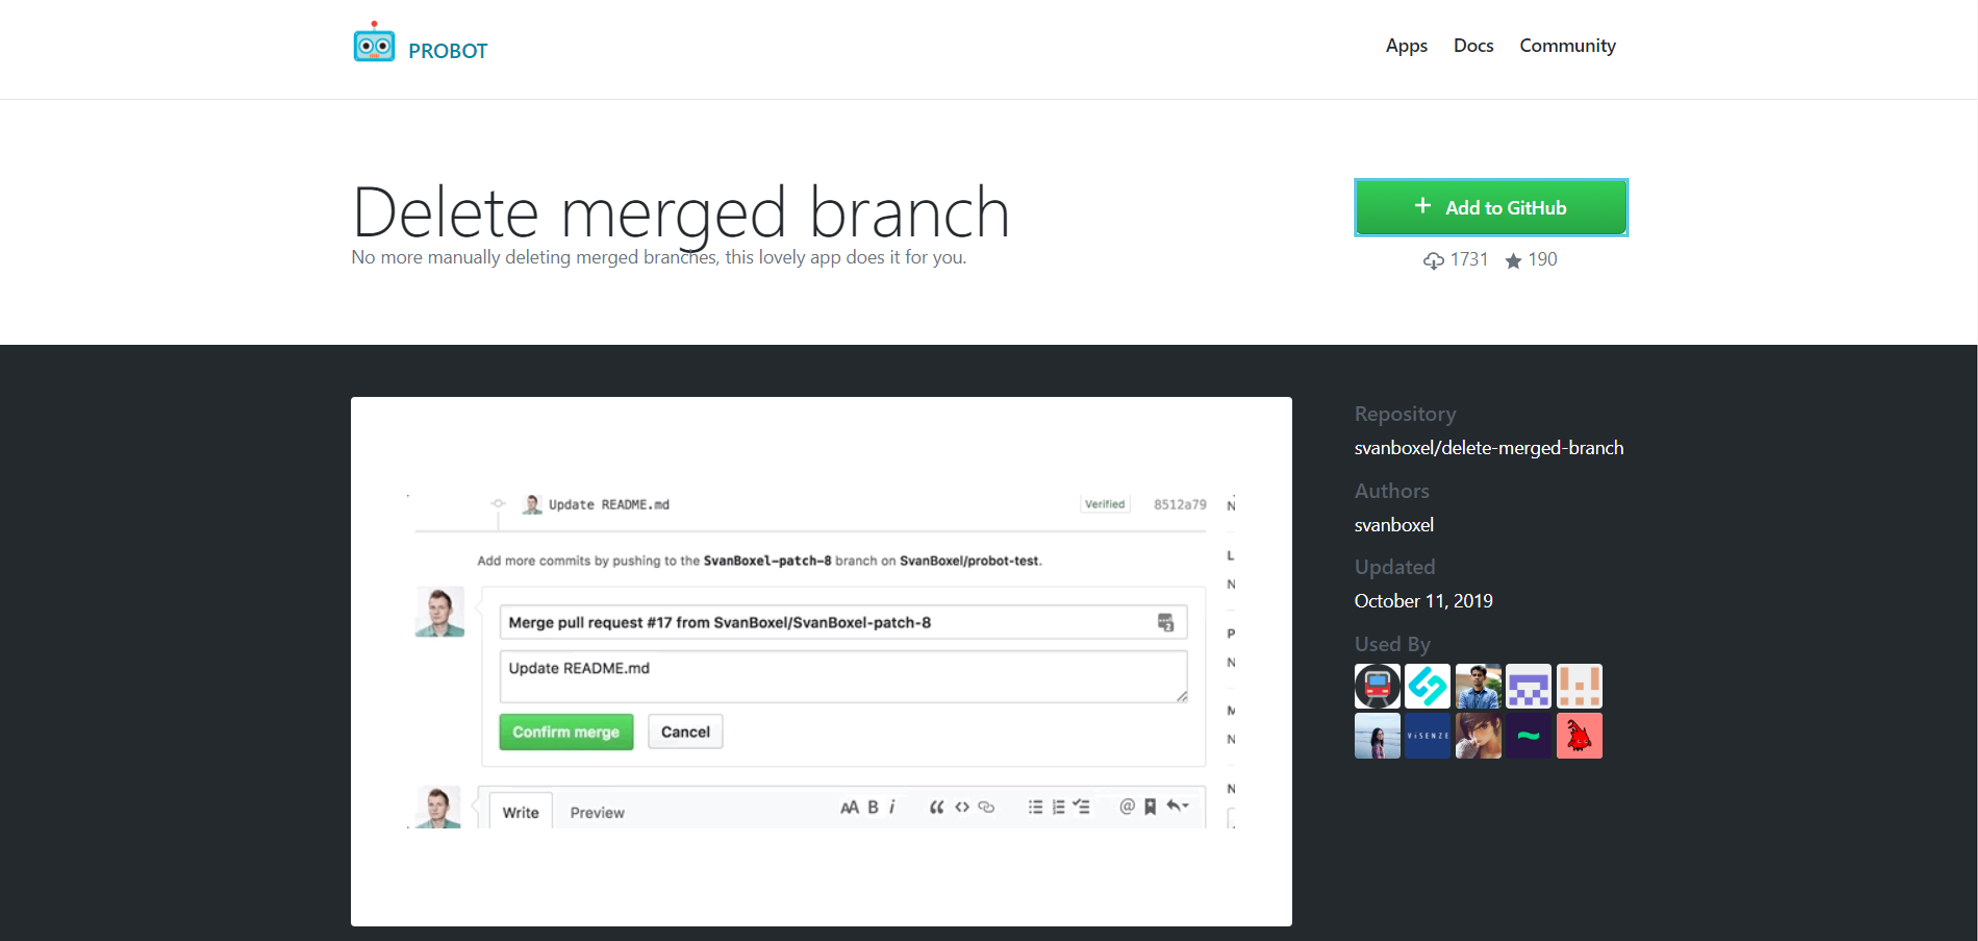 PROBOT
Apps Docs Community
Delete merged branch
No more manually deleting merged branches, this lovely app does it for you.
+ Add to GitHub
1731 190
Update README.md Verified 8512a79 N
Add more commits by pushing to the SvanBoxel-patch-8 branch on SvanBoxel/probot-test.
L
N
Merge pull request #17 from SvanBoxel/SvanBoxel-patch-8
P
Update README.md
N
M
Confirm merge Cancel
N
N
Write Preview AA B i
Repository
svanboxel/delete-merged-branch
Authors
svanboxel
Updated
October 11, 2019
Used By
ViSENZE